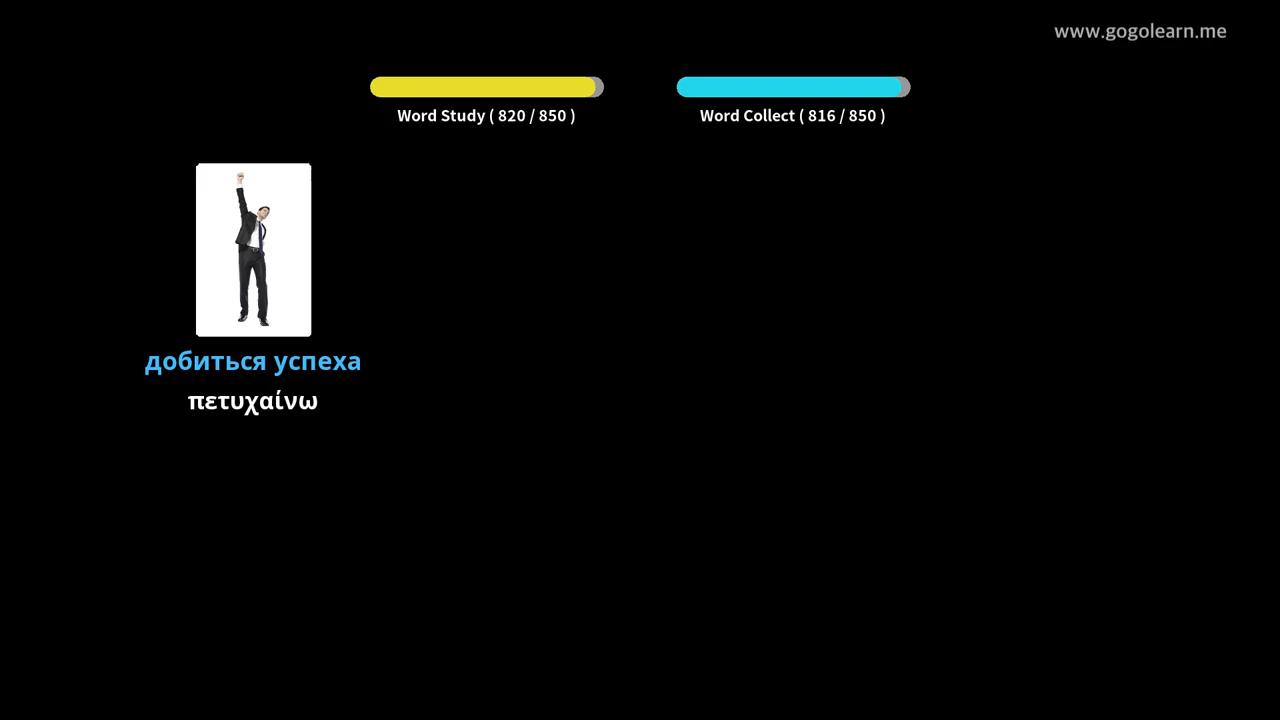 www.gogolearn.me
Word Study ( 820 / 850 )
Word Collect ( 816 / 850 )
добиться успеха
πετυχαίνω